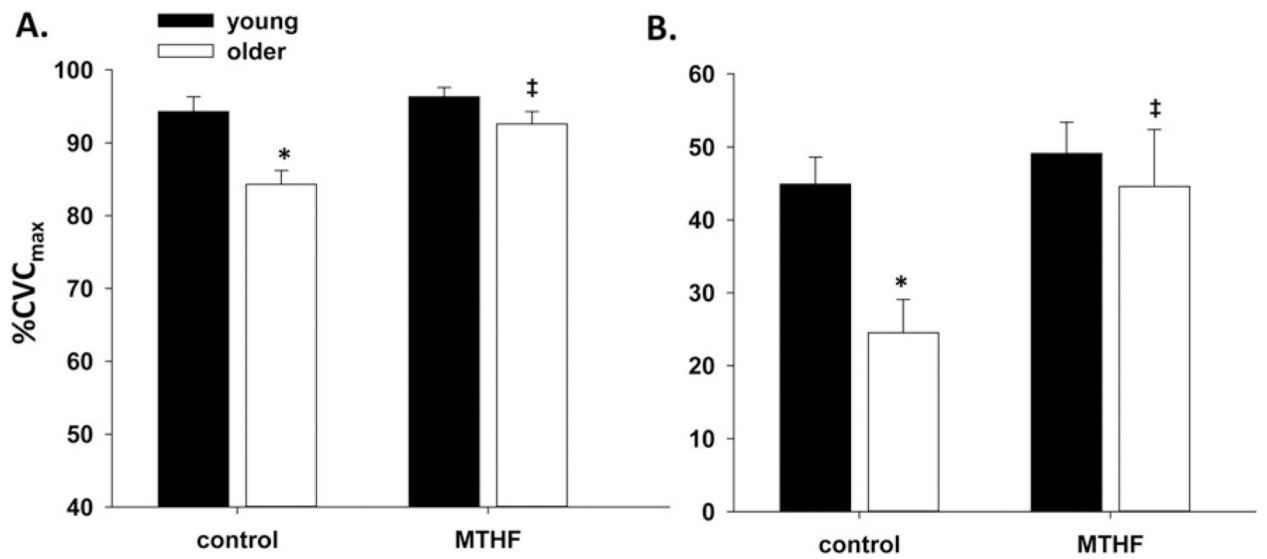 A.
young
older
B.
%CVCmax
100
90
80
70
60
50
40
*
‡
control
MTHF
60
50
40
30
20
10
0
*
‡
control
MTHF